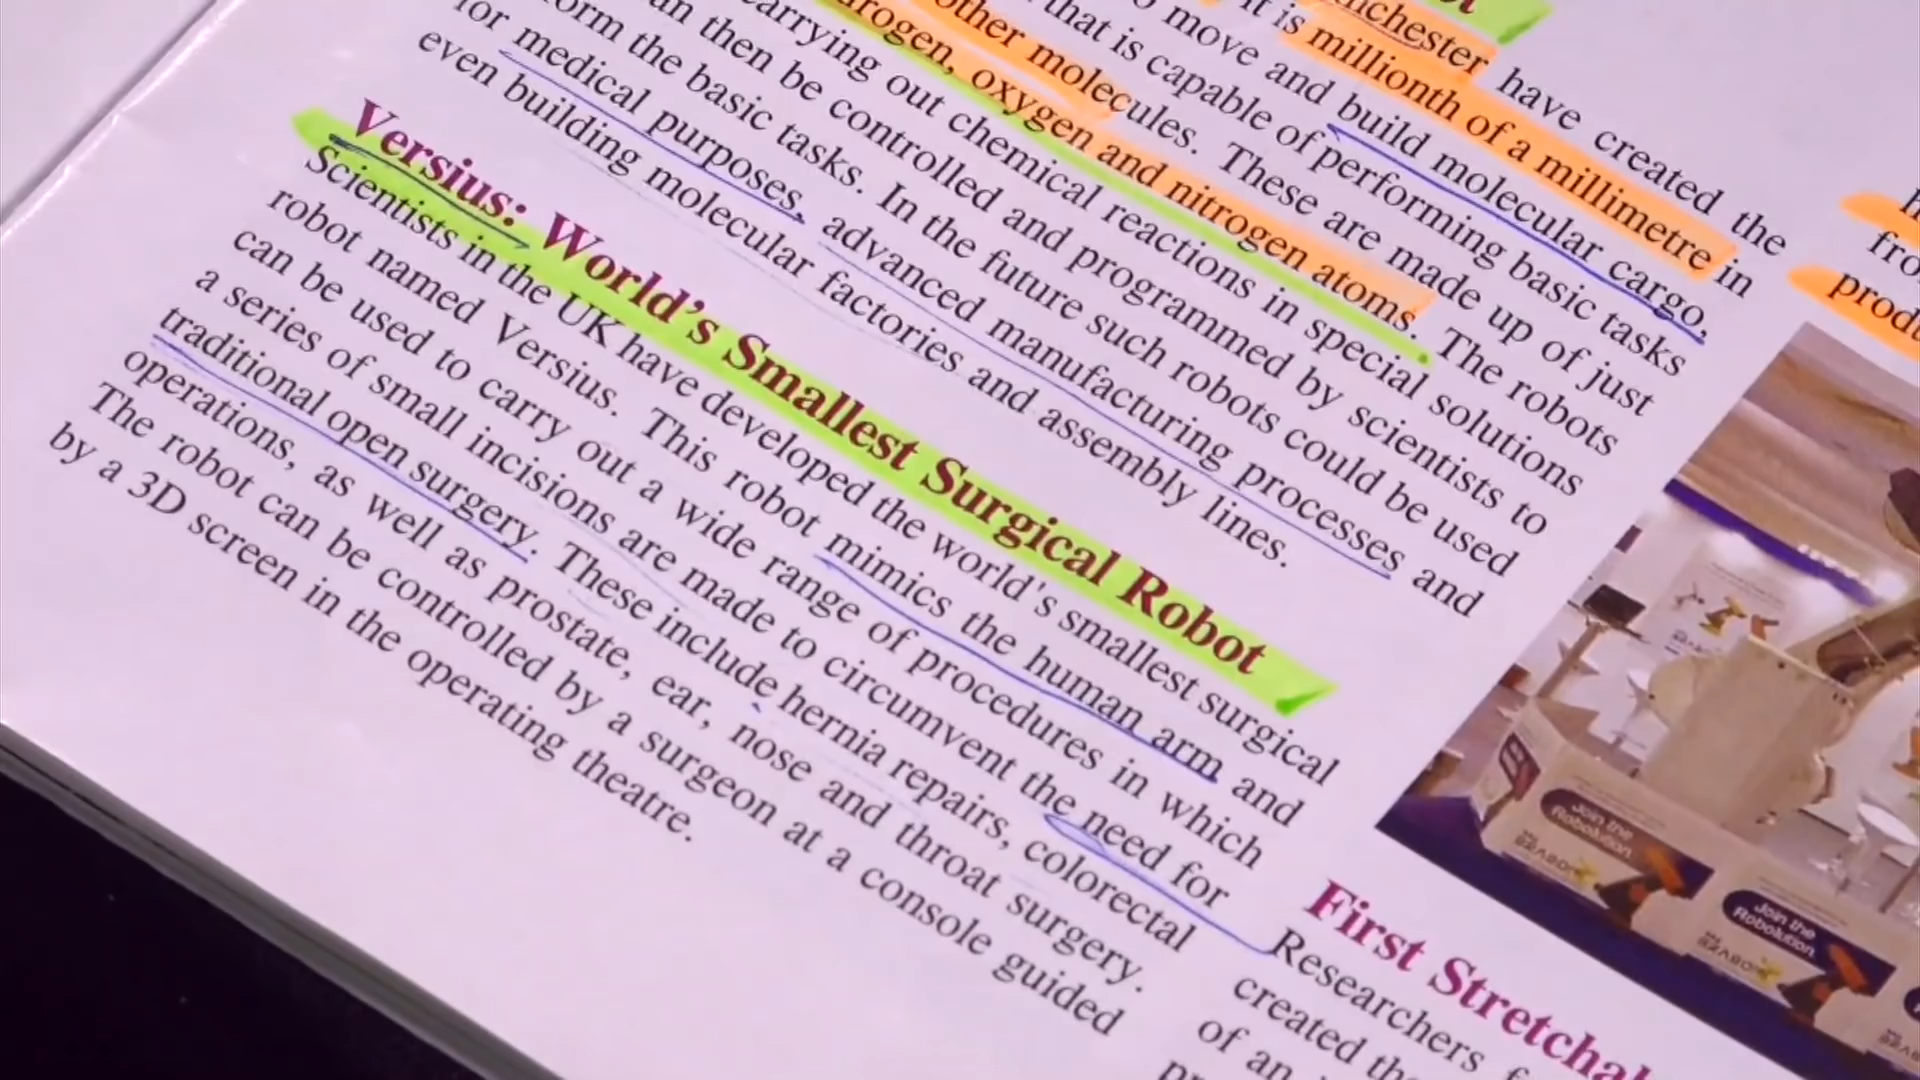 have created the
It is millionth of a millimetre in
to move and build molecular cargo,
that is capable of performing basic tasks
other molecules. These are made up of just
oxygen and nitrogen atoms. The robots
carrying out chemical reactions in special solutions
then be controlled and programmed by scientists to
the basic tasks. In the future such robots could be used
for medical purposes, advanced manufacturing processes and
even building molecular factories and assembly lines.
Versius: World's Smallest Surgical Robot
Scientists in the UK have developed the world's smallest surgical
robot named Versius. This robot mimics the human arm and
can be used to carry out a wide range of procedures in which
a series of small incisions are made to circumvent the need for
traditional open surgery. These include hernia repairs, colorectal
operations, as well as prostate, ear, nose and throat surgery.
The robot can be controlled by a surgeon at a console guided
by a 3D screen in the operating theatre.
Join the
Robolution
Join the
Robolution
First
Researchers
created
of an